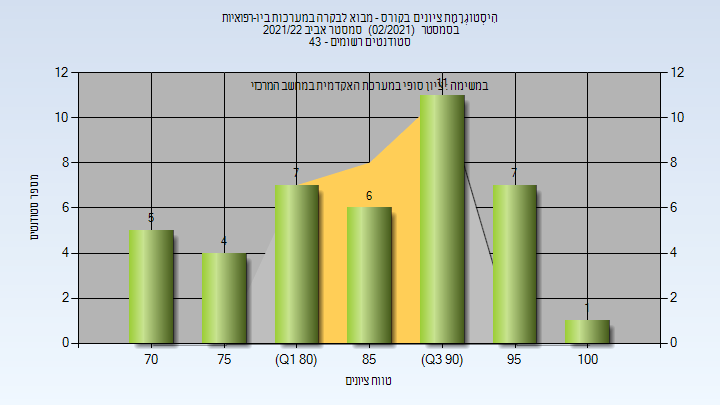 היסטוגרמת ציונים בקורס - מבוא לבקרה במערכות ביו-רפואיות
בסמסטר (02/2021) סמסטר אביב 2021/22
סטודנטים רשומים - 43
במשימה: ציון סופי במערכת האקדמית במחשב המרכזי
מספר סטודנטים
12 10 8 6 4 2 0
5 4 7 6 11 7 1
12 10 8 6 4 2 0
70 75 (Q1 80) 85 (Q3 90) 95 100
טווח ציונים